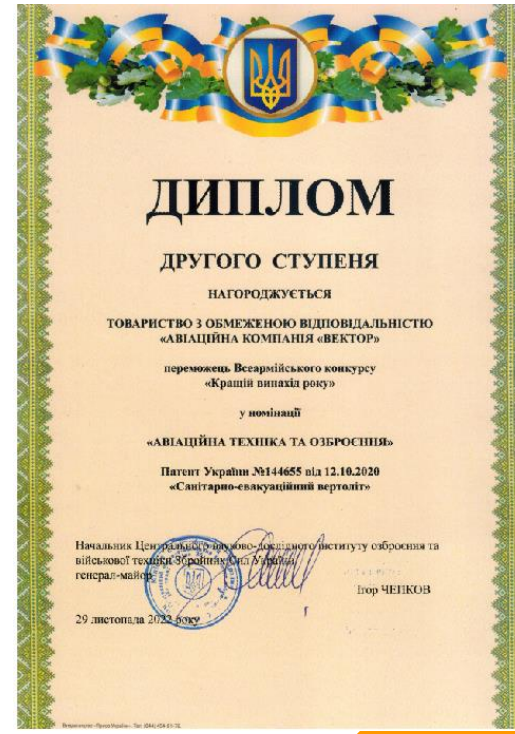 ДИПЛОМ
ДРУГОГО СТУПЕНЯ
НАГОРОДЖУЄТЬСЯ
ТОВАРИСТВО З ОБМЕЖЕНОЮ ВІДПОВІДАЛЬНІСТЮ
«АВІАЦІЙНА КОМПАНІЯ «ВЕКТОР»
переможець Всеармійського конкурсу
«Кращій винахід року»
у номінації
«АВІАЦІЙНА ТЕХНІКА ТА ОЗБРОЄННЯ»
Патент України №144655 від 12.10.2020
«Санітарно-евакуаційний вертоліт»
Начальник Центрального науково-дослідного інституту озброєння та
військової техніки Збройних Сил України
генерал-майор
Ігор ЧЕПКОВ
29 листопада 2022 року